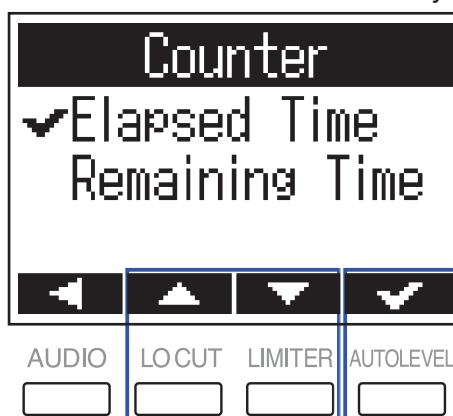 Counter
Elapsed Time
Remaining Time
AUDIO LO CUT LIMITER AUTOLEVEL